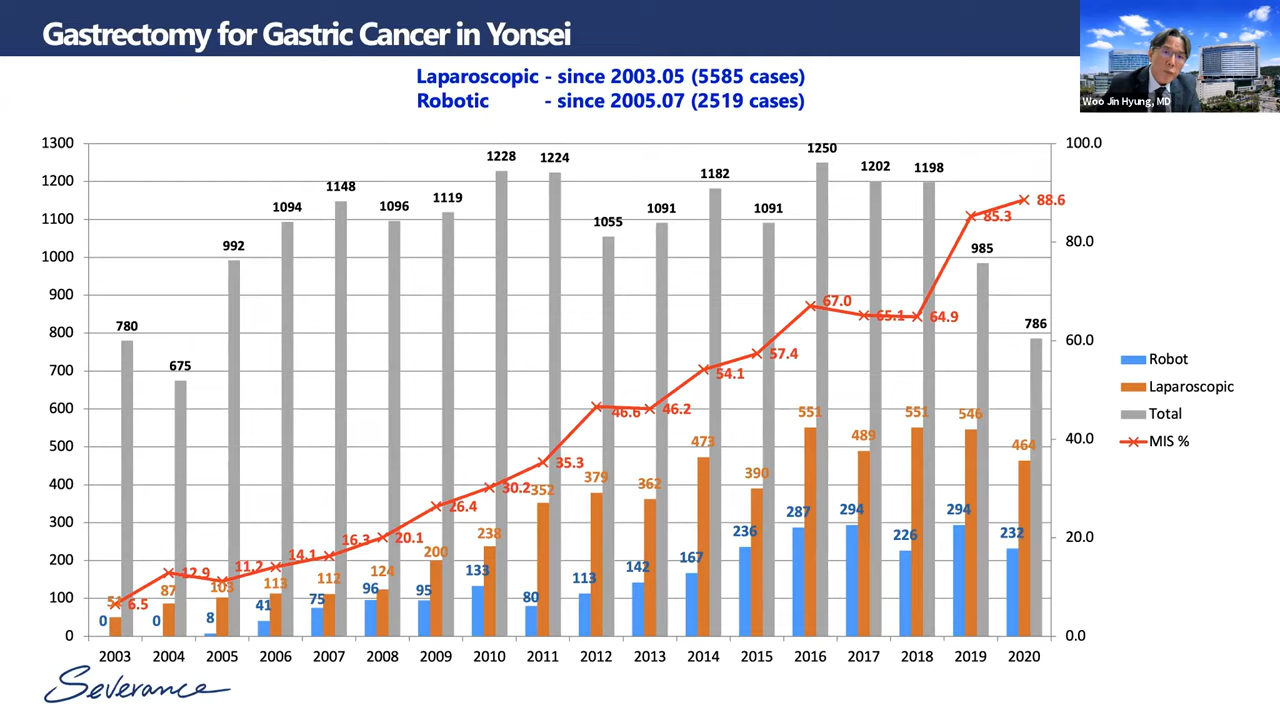 Gastrectomy for Gastric Cancer in Yonsei
Woo Jin Hyung, MD
Laparoscopic - since 2003.05 (5585 cases)
Robotic - since 2005.07 (2519 cases)
1300
1200
1100
1000
900
800
700
600
500
400
300
200
100
0
100.0
80.0
60.0
40.0
20.0
0.0
780 675 992 1094 1148 1096 1119 1228 1224 1055 1091 1182 1091 1250 1202 1198 985 786
6.5 12.9 11.2 14.1 16.3 20.1 26.4 30.2 35.3 46.6 46.2 54.1 57.4 67.0 65.1 64.9 85.3 88.6
51 87 103 113 112 124 200 238 352 379 362 473 390 551 489 551 546 464
0 0 8 41 75 96 95 133 80 113 142 167 236 287 294 226 294 232
2003 2004 2005 2006 2007 2008 2009 2010 2011 2012 2013 2014 2015 2016 2017 2018 2019 2020
Robot
Laparoscopic
Total
MIS %
Severance